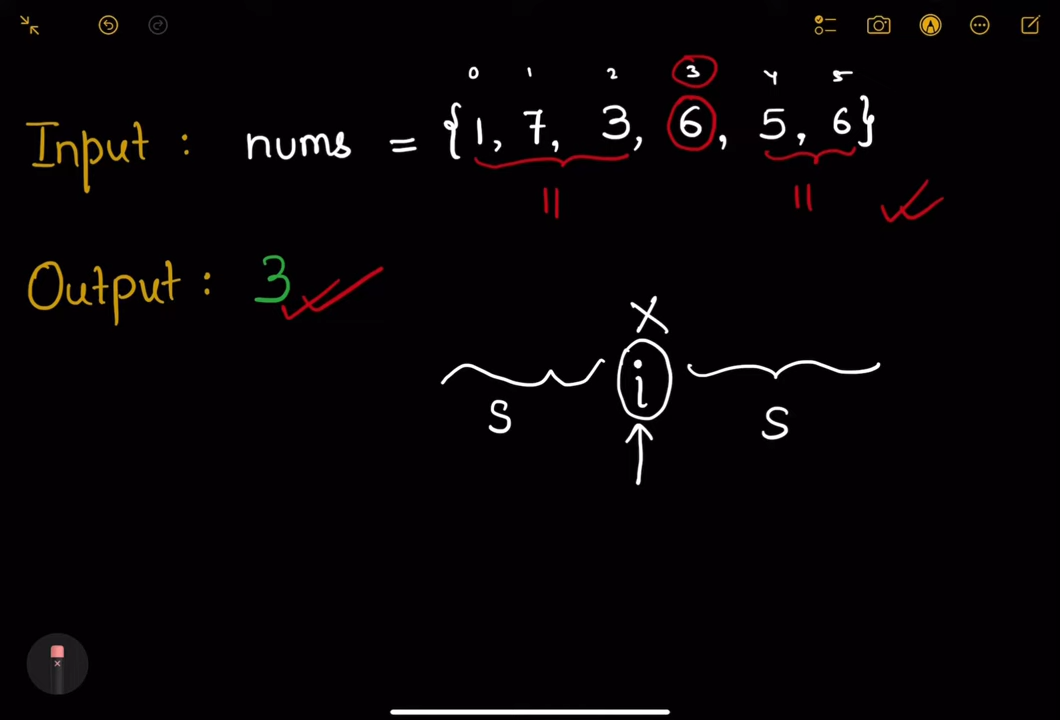 0 1 2 3 4 5
Input : nums = {1, 7, 3, 6, 5, 6}
11 11
Output : 3
X
i
S S